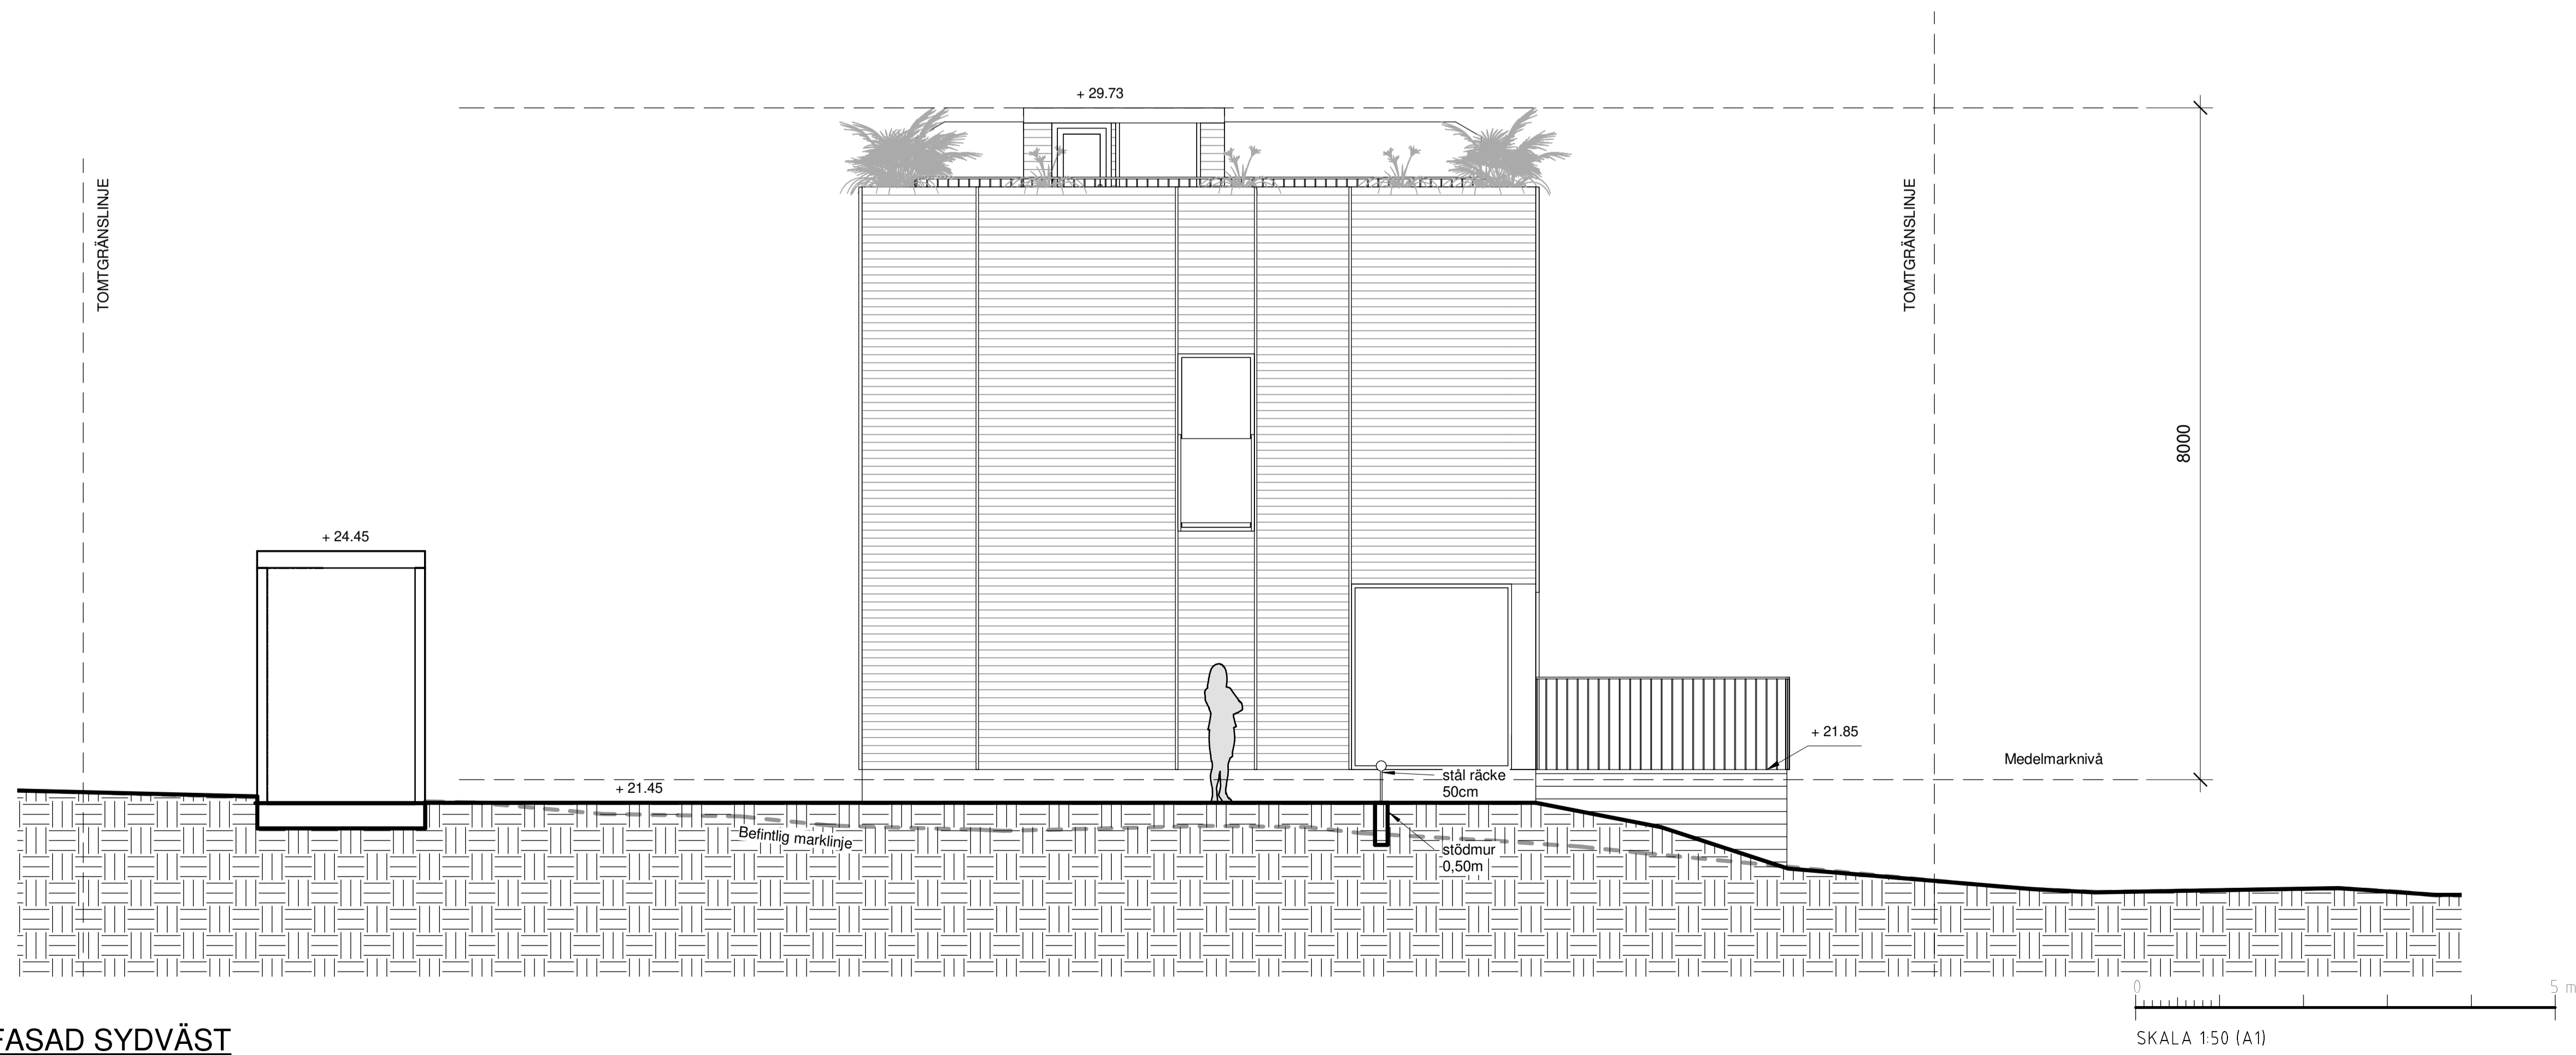 + 29.73
TOMTGRÄNSLINJE
TOMTGRÄNSLINJE
8000
+ 24.45
+ 21.85
Medelmarknivå
+ 21.45
stål räcke
50cm
Befintlig marklinje
stödmur
0,50m
0
5 m
FASAD SYDVÄST
SKALA 1:50 (A1)